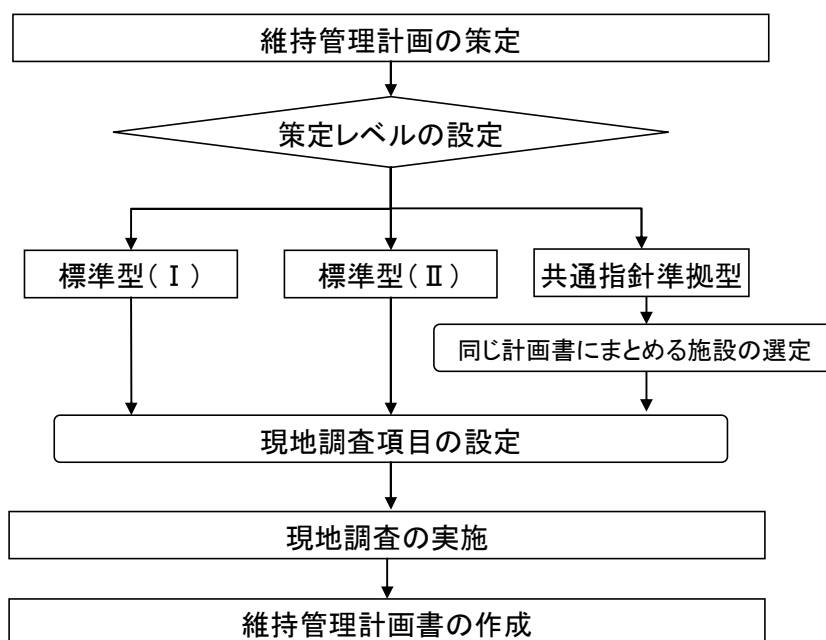 維持管理計画の策定
策定レベルの設定
標準型(Ⅰ)
標準型(Ⅱ)
共通指針準拠型
同じ計画書にまとめる施設の選定
現地調査項目の設定
現地調査の実施
維持管理計画書の作成